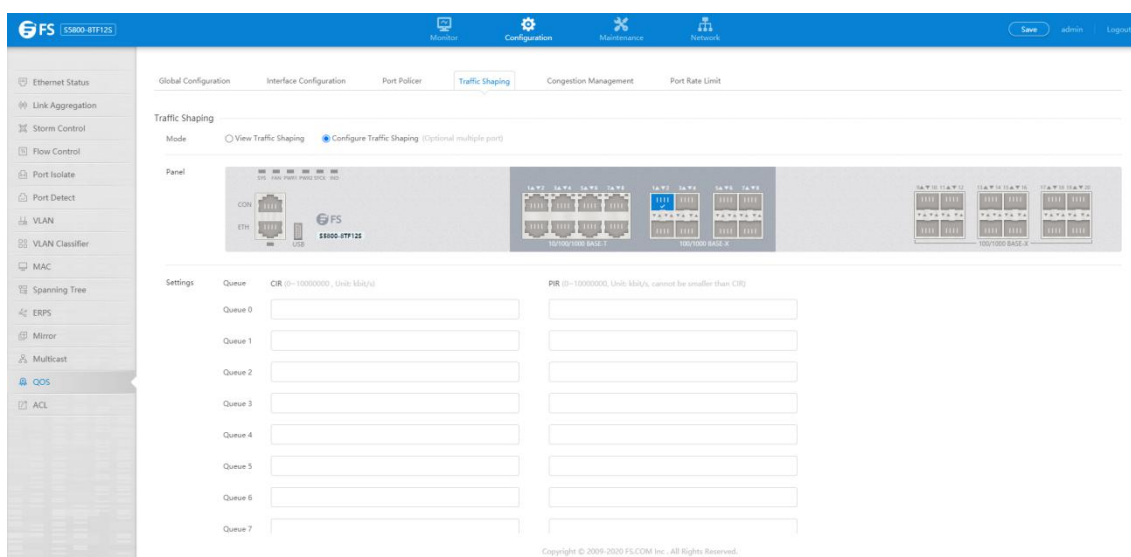 FS S5800-8TF12S
Monitor Configuration Maintenance Network
Save admin Logout
Ethernet Status
Link Aggregation
Storm Control
Flow Control
Port Isolate
Port Detect
VLAN
VLAN Classifier
MAC
Spanning Tree
ERPS
Mirror
Multicast
QOS
ACL
Global Configuration Interface Configuration Port Policer Traffic Shaping Congestion Management Port Rate Limit
Traffic Shaping
Mode View Traffic Shaping Configure Traffic Shaping (Optional multiple port)
Panel
SYS FAN PWR1 PWR2
CON
ETH
USB
FS
S5800-8TF12S
10/100/1000 BASE-T
100/1000 BASE-X
100/1000 BASE-X
Settings Queue CIR (0~10000000 , Unit: kbit/s) PIR (0~10000000, Unit: kbit/s, cannot be smaller than CIR)
Queue 0
Queue 1
Queue 2
Queue 3
Queue 4
Queue 5
Queue 6
Queue 7
Copyright © 2009-2020 FS.COM Inc . All Rights Reserved.